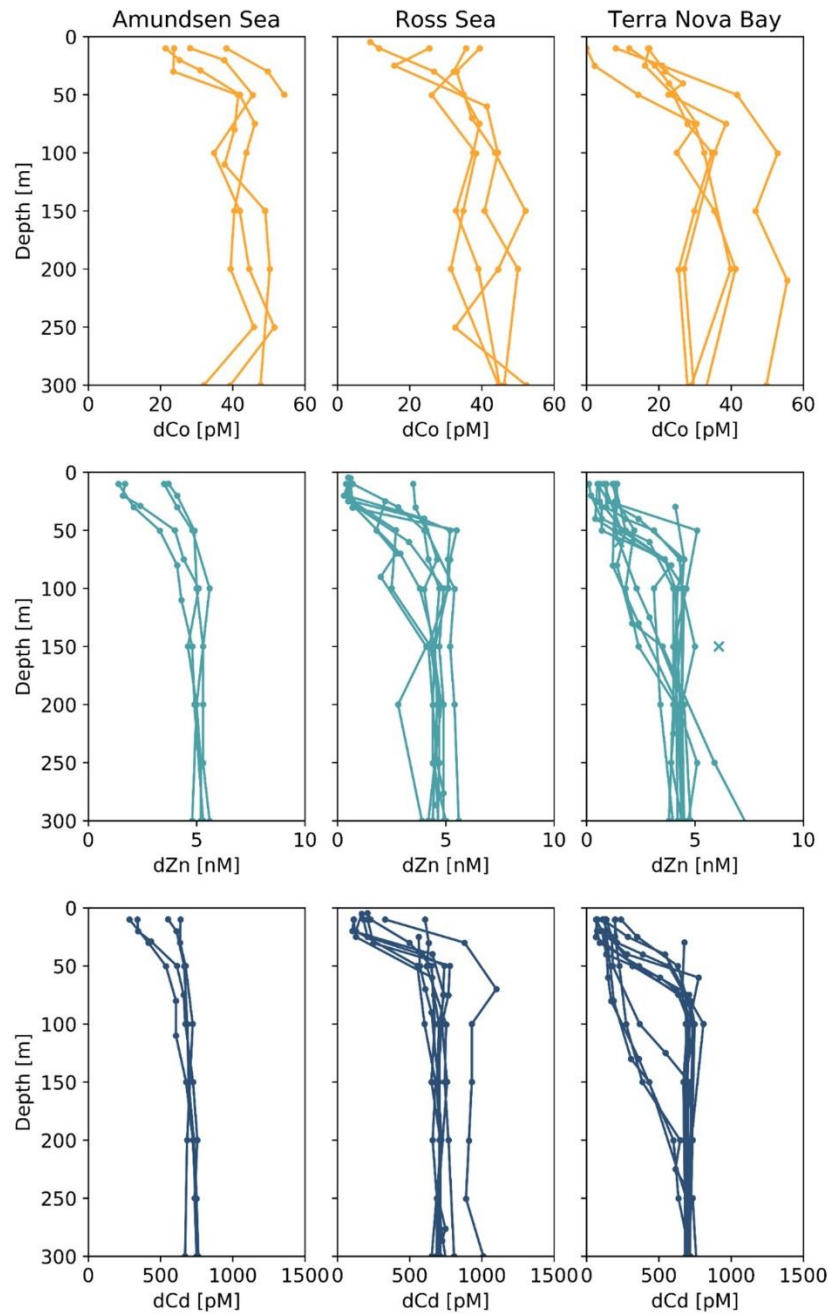 Amundsen Sea Ross Sea Terra Nova Bay
0
50
100
150
200
250
300
Depth [m]
0 20 40 60 0 20 40 60 0 20 40 60
dCo [pM] dCo [pM] dCo [pM]
0
50
100
150
200
250
300
Depth [m]
0 5 10 0 5 10 0 5 10
dZn [nM] dZn [nM] dZn [nM]
0
50
100
150
200
250
300
Depth [m]
0 500 1000 1500 0 500 1000 1500 0 500 1000 1500
dCd [pM] dCd [pM] dCd [pM]